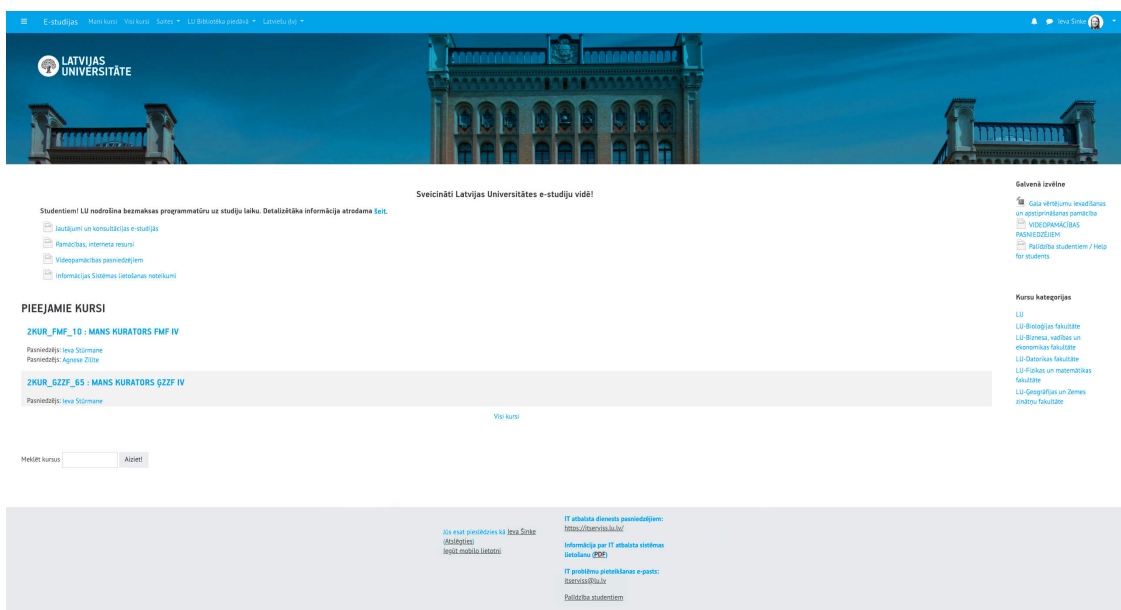 E-studijas Mani kursi Visi kursi Saites LU Bibliotēka piedāvā Latviešu (lv) Ieva Šinke
LATVIJAS
UNIVERSITĀTE
Sveicināti Latvijas Universitātes e-studiju vidē!
Studentiem! LU nodrošina bezmaksas programmatūru uz studiju laiku. Detalizētāka informācija atrodama šeit.
Jautājumi un konsultācijas e-studijās
Pamācības, interneta resursi
Videopamācības pasniedzējiem
Informācijas Sistēmas lietošanas noteikumi
PIEEJAMIE KURSI
2KUR_FMF_10 : MANS KURATORS FMF IV
Pasniedzējs: Ieva Stūrmane
Pasniedzējs: Agnese Zīlīte
2KUR_GZZF_65 : MANS KURATORS ĢZZF IV
Pasniedzējs: Ieva Stūrmane
Visi kursi
Meklēt kursus Aiziet!
Galvenā izvēlne
Gala vērtējumu ievadīšanas
un apstiprināšanas pamācība
VIDEOPAMĀCĪBAS
PASNIEDZĒJIEM
Palīdzība studentiem / Help
for students
Kursu kategorijas
LU
LU-Bioloģijas fakultāte
LU-Biznesa, vadības un
ekonomikas fakultāte
LU-Datorikas fakultāte
LU-Fizikas un matemātikas
fakultāte
LU-Ģeogrāfijas un Zemes
zinātņu fakultāte
Jūs esat pieslēdzies kā Ieva Šinke
(Atslēgties)
Iegūt mobilo lietotni
IT atbalsta dienests pasniedzējiem:
https://itserviss.lu.lv/
Informācija par IT atbalsta sistēmas
lietošanu (PDF)
IT problēmu pieteikšanas e-pasts:
itserviss@lu.lv
Palīdzība studentiem